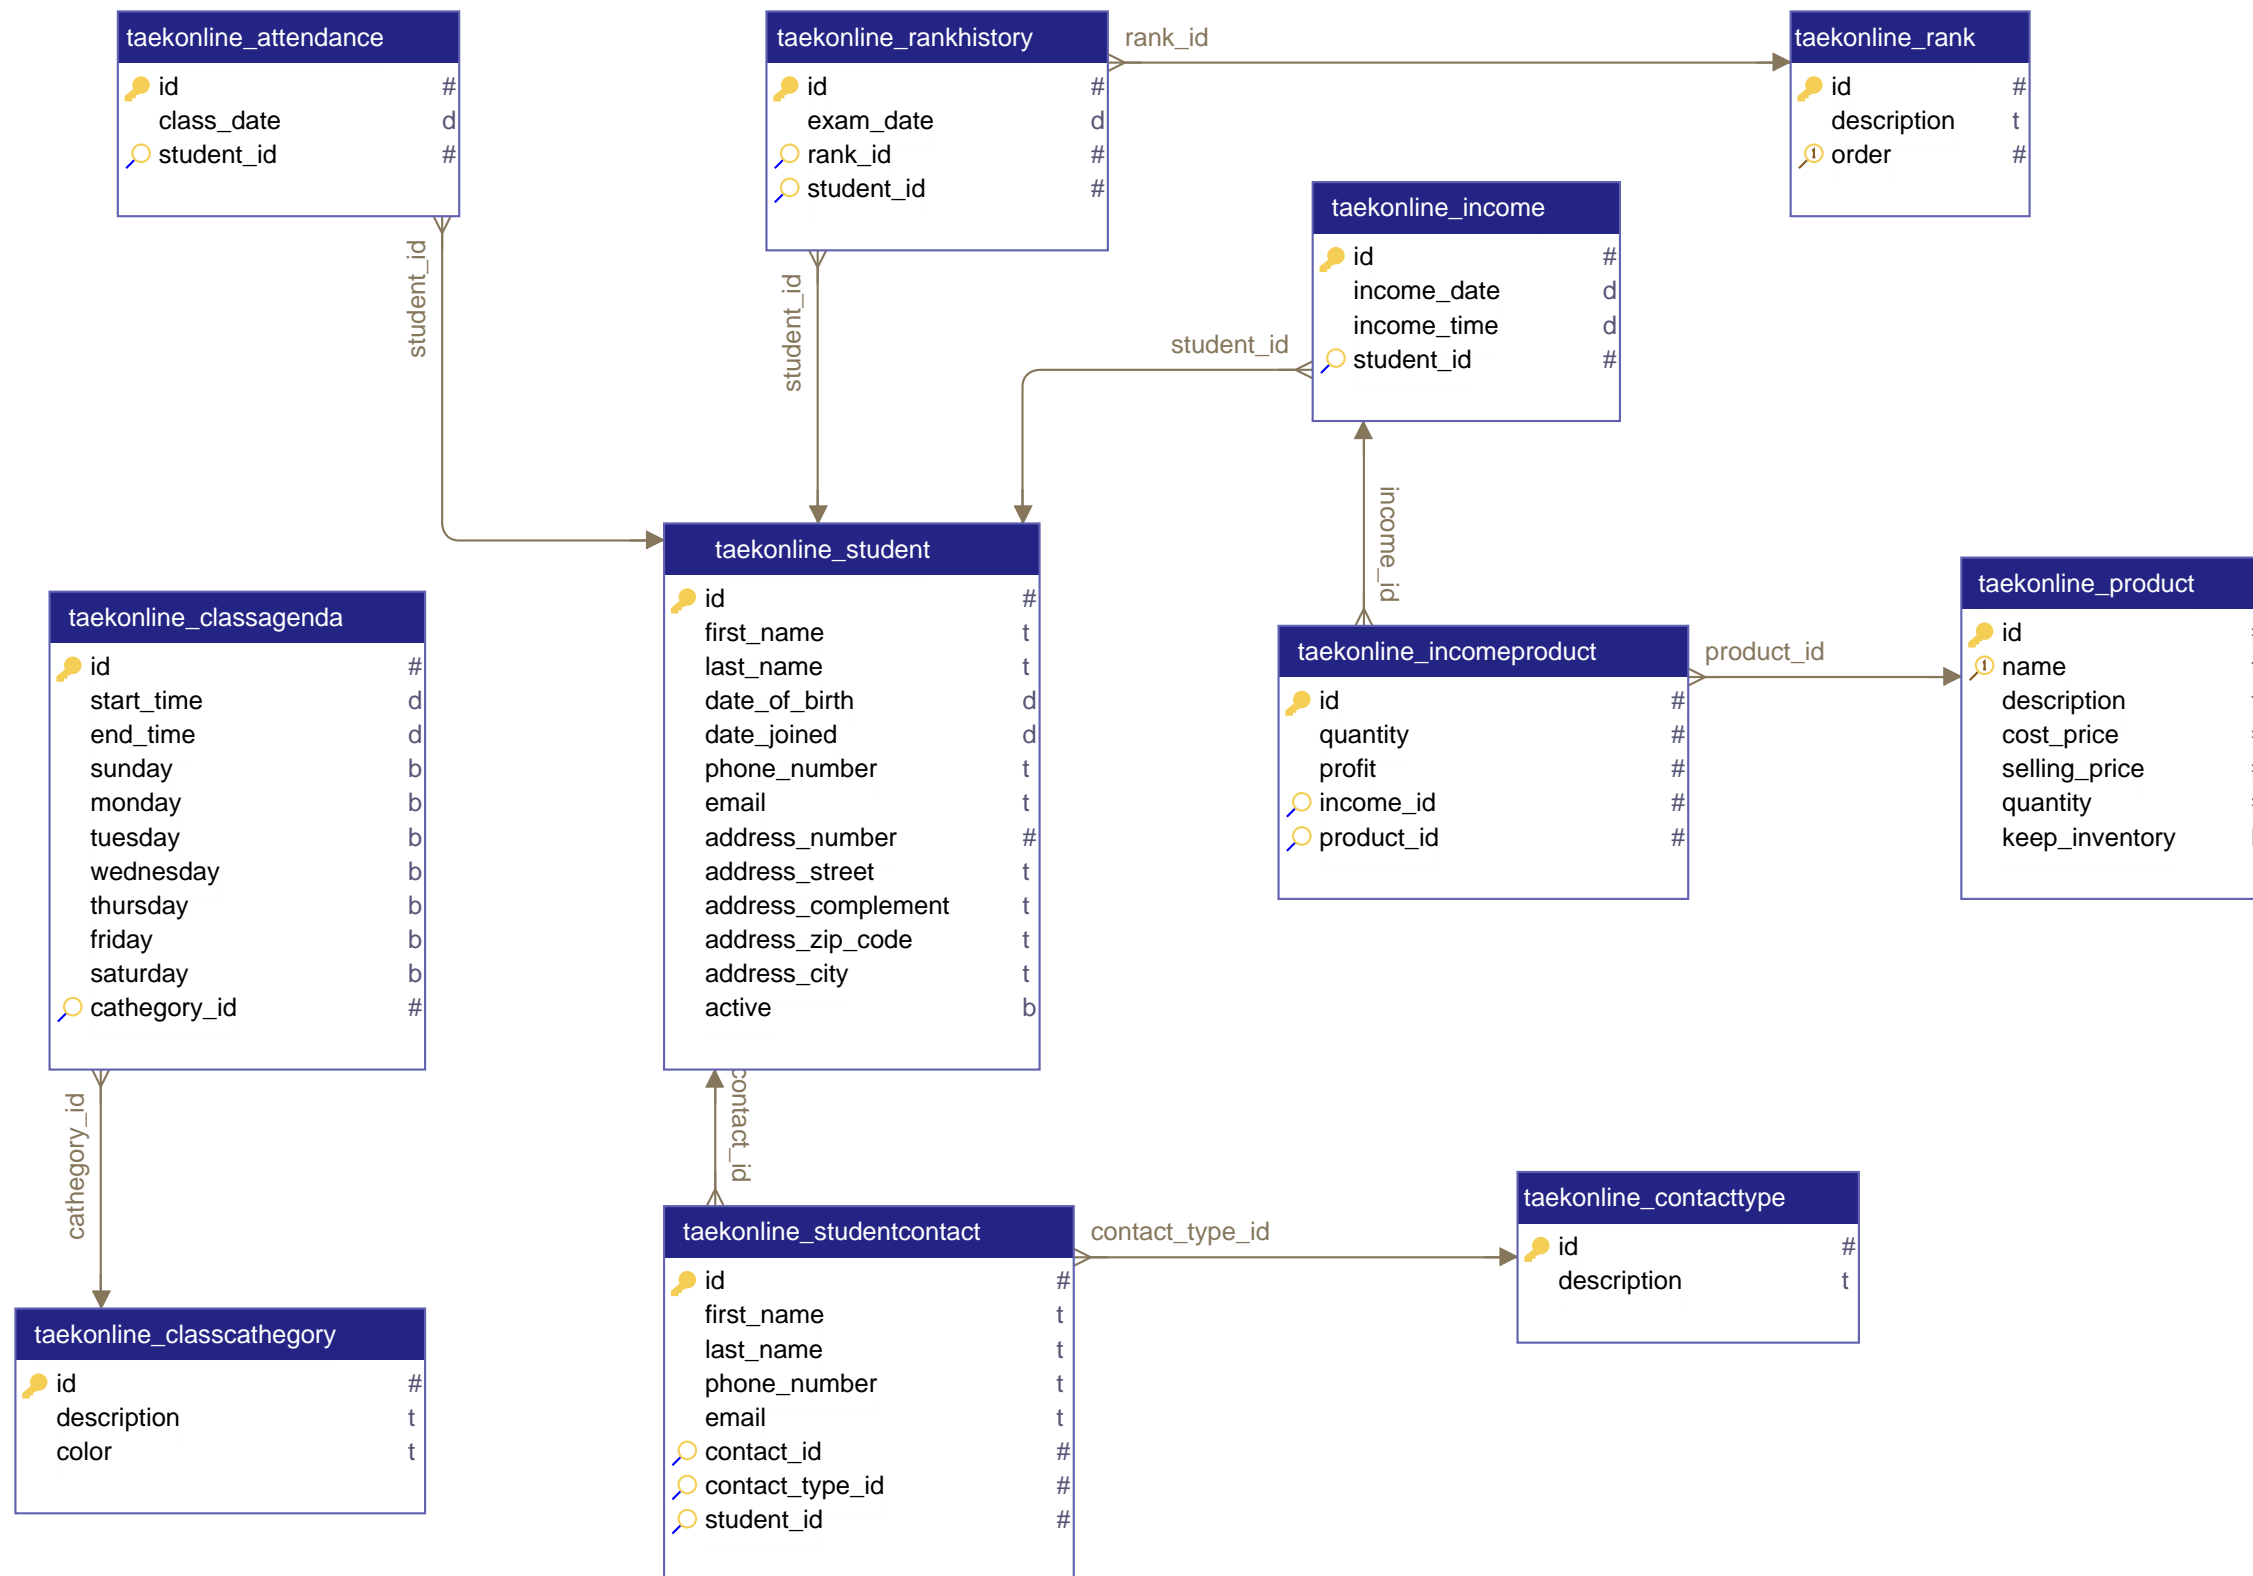 taekonline_attendance
id #
class_date d
student_id #
taekonline_rankhistory
id #
exam_date d
rank_id #
student_id #
rank_id
taekonline_rank
id #
description t
order #
taekonline_income
id #
income_date d
income_time d
student_id #
student_id
student_id
student_id
income_id
taekonline_student
id #
first_name t
last_name t
date_of_birth d
date_joined d
phone_number t
email t
address_number #
address_street t
address_complement t
address_zip_code t
address_city t
active b
taekonline_classagenda
id #
start_time d
end_time d
sunday b
monday b
tuesday b
wednesday b
thursday b
friday b
saturday b
cathegory_id #
taekonline_incomeproduct
id #
quantity #
profit #
income_id #
product_id #
product_id
taekonline_product
id
name
description
cost_price
selling_price
quantity
keep_inventory
cathegory_id
contact_id
taekonline_classcathegory
id #
description t
color t
taekonline_studentcontact
id #
first_name t
last_name t
phone_number t
email t
contact_id #
contact_type_id #
student_id #
contact_type_id
taekonline_contacttype
id #
description t